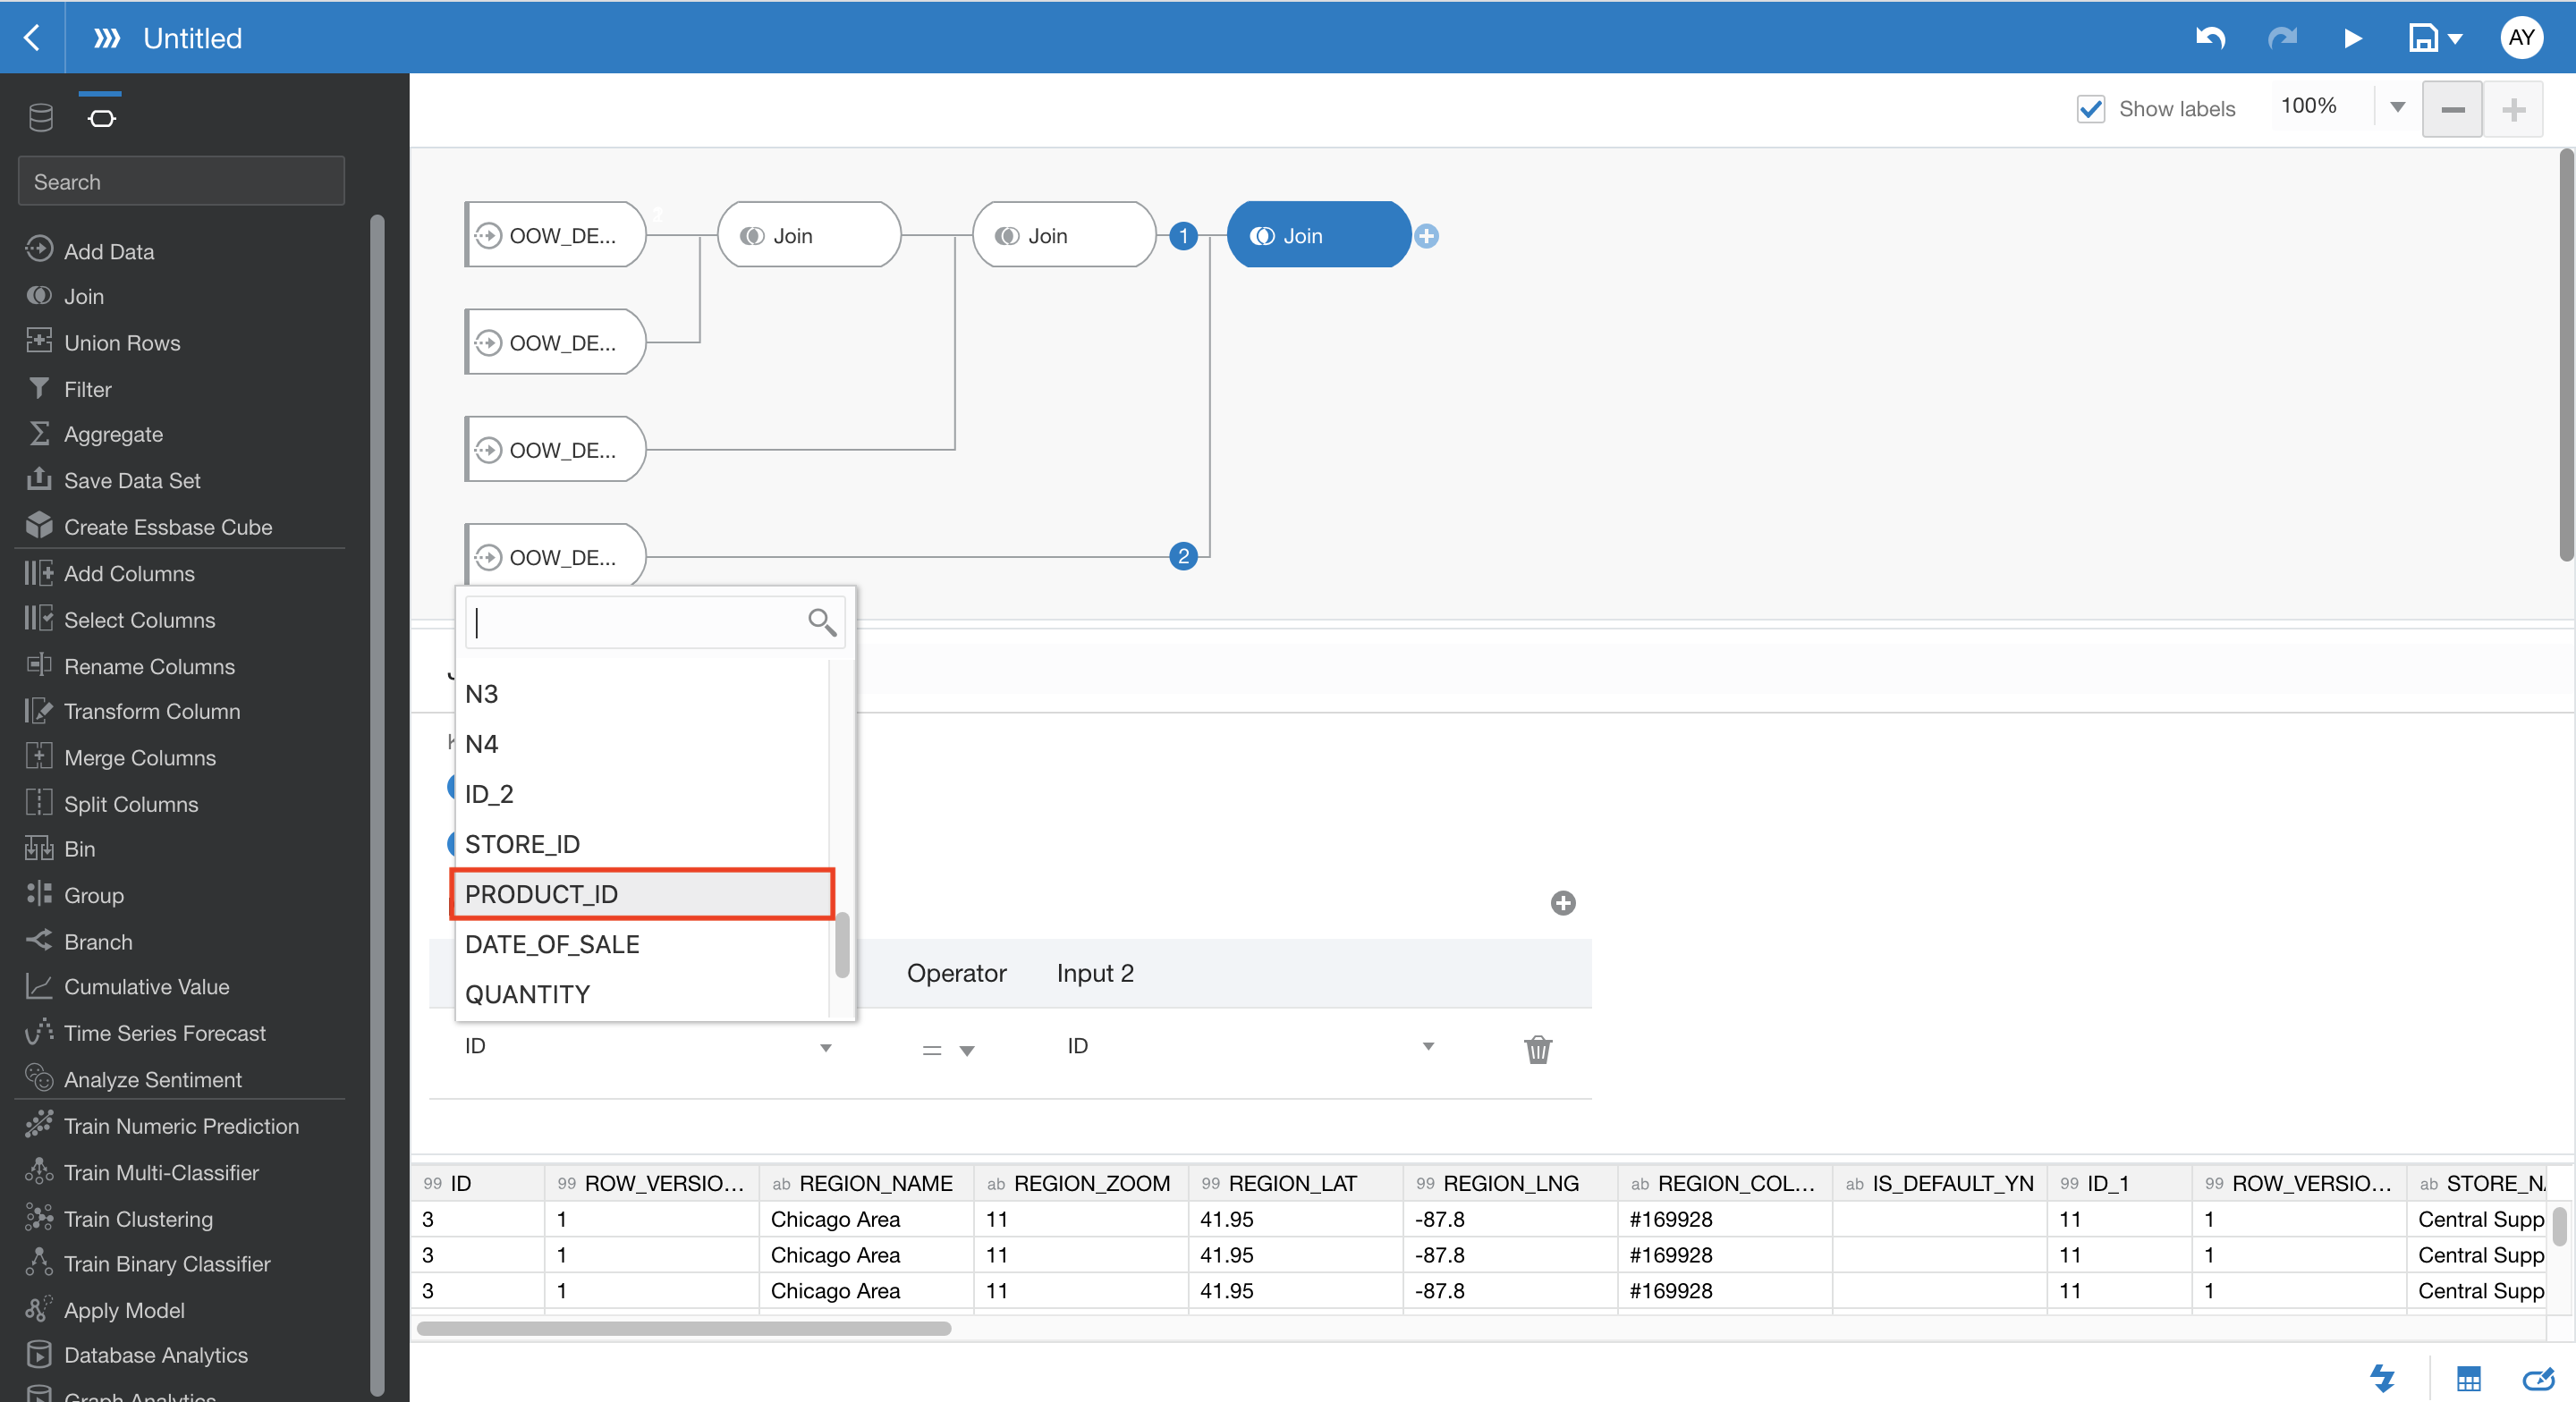 Untitled
AY
Search
Add Data
Join
Union Rows
Filter
Aggregate
Save Data Set
Create Essbase Cube
Add Columns
Select Columns
Rename Columns
Transform Column
Merge Columns
Split Columns
Bin
Group
Branch
Cumulative Value
Time Series Forecast
Analyze Sentiment
Train Numeric Prediction
Train Multi-Classifier
Train Clustering
Train Binary Classifier
Apply Model
Database Analytics
Graph Analytics
Show labels 100%
2
OOW_DE... Join Join 1 Join
OOW_DE...
OOW_DE...
OOW_DE... 2
N3
N4
ID_2
STORE_ID
PRODUCT_ID
DATE_OF_SALE
QUANTITY
Operator Input 2
ID = ID
99 ID 99 ROW_VERSIO... ab REGION_NAME ab REGION_ZOOM 99 REGION_LAT 99 REGION_LNG ab REGION_COL... ab IS_DEFAULT_YN 99 ID_1 99 ROW_VERSIO... ab STORE_N
3 1 Chicago Area 11 41.95 -87.8 #169928 11 1 Central Supp
3 1 Chicago Area 11 41.95 -87.8 #169928 11 1 Central Supp
3 1 Chicago Area 11 41.95 -87.8 #169928 11 1 Central Supp